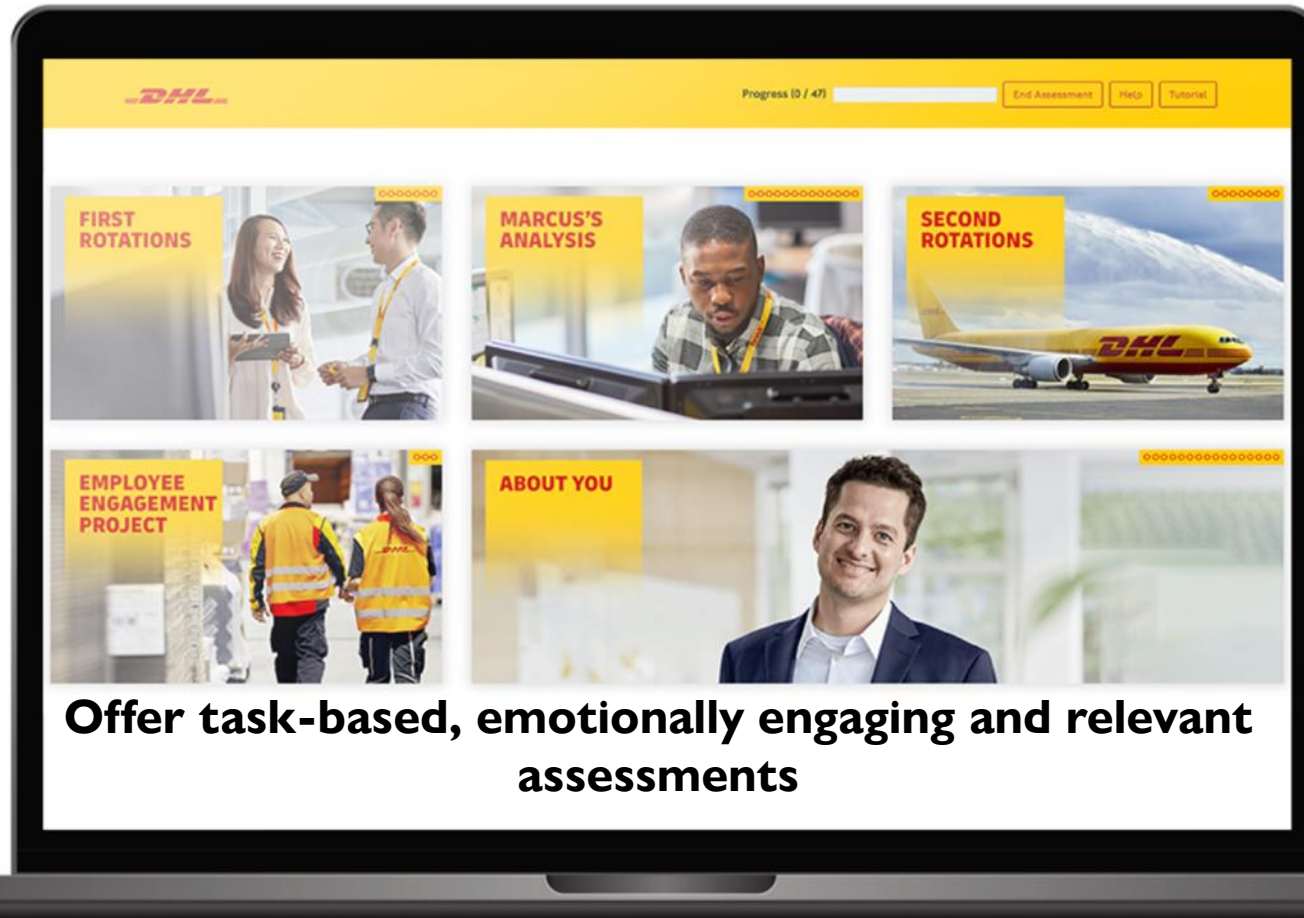 DHL
Progress (0 / 47)
End Assessment
Help
Tutorial
FIRST
ROTATIONS
MARCUS'S
ANALYSIS
SECOND
ROTATIONS
DHL
EMPLOYEE
ENGAGEMENT
PROJECT
DHL
ABOUT YOU
Offer task-based, emotionally engaging and relevant
assessments